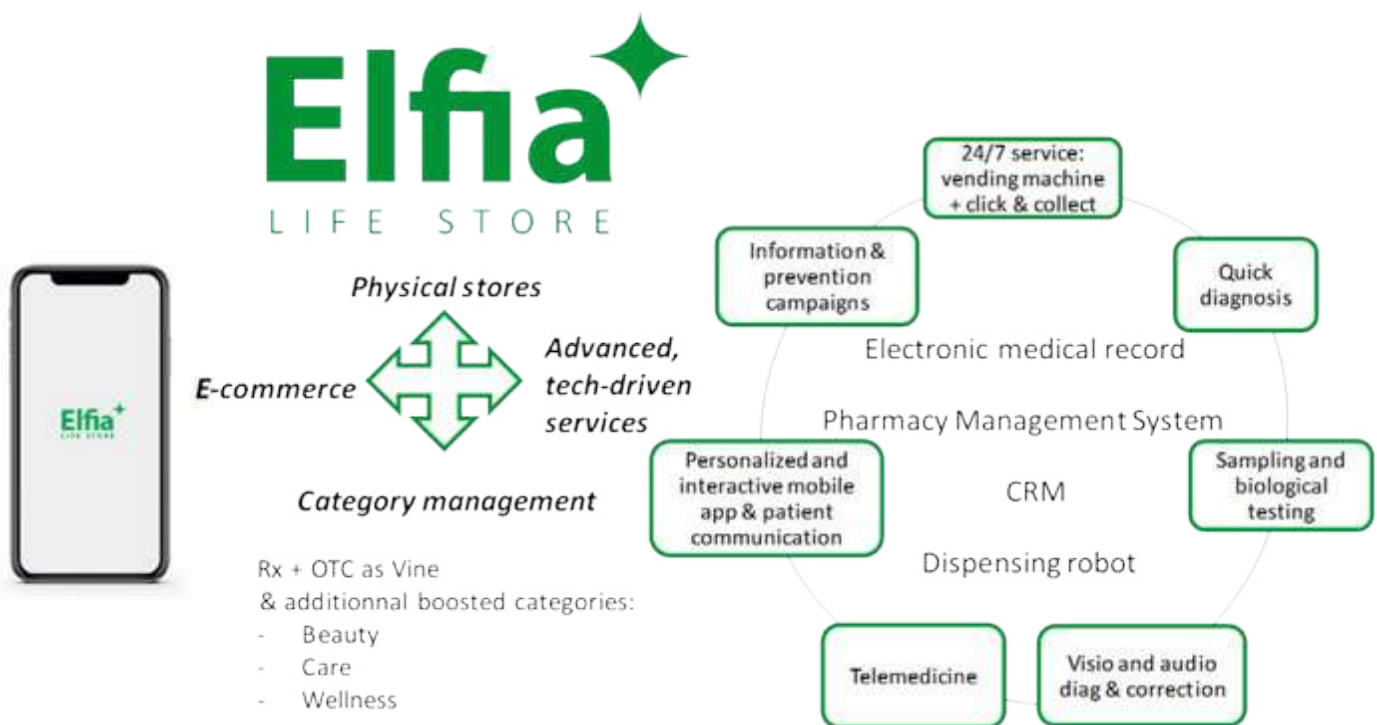 Elfia
LIFE STORE
Physical stores
E-commerce
Advanced,
tech-driven
services
Category management
Rx + OTC as Vine
& additionnal boosted categories:
- Beauty
- Care
- Wellness
Elfia
LIFE STORE
24/7 service:
vending machine
+ click & collect
Information &
prevention
campaigns
Quick
diagnosis
Electronic medical record
Pharmacy Management System
CRM
Dispensing robot
Personalized and
interactive mobile
app & patient
communication
Sampling and
biological
testing
Telemedicine
Visio and audio
diag & correction